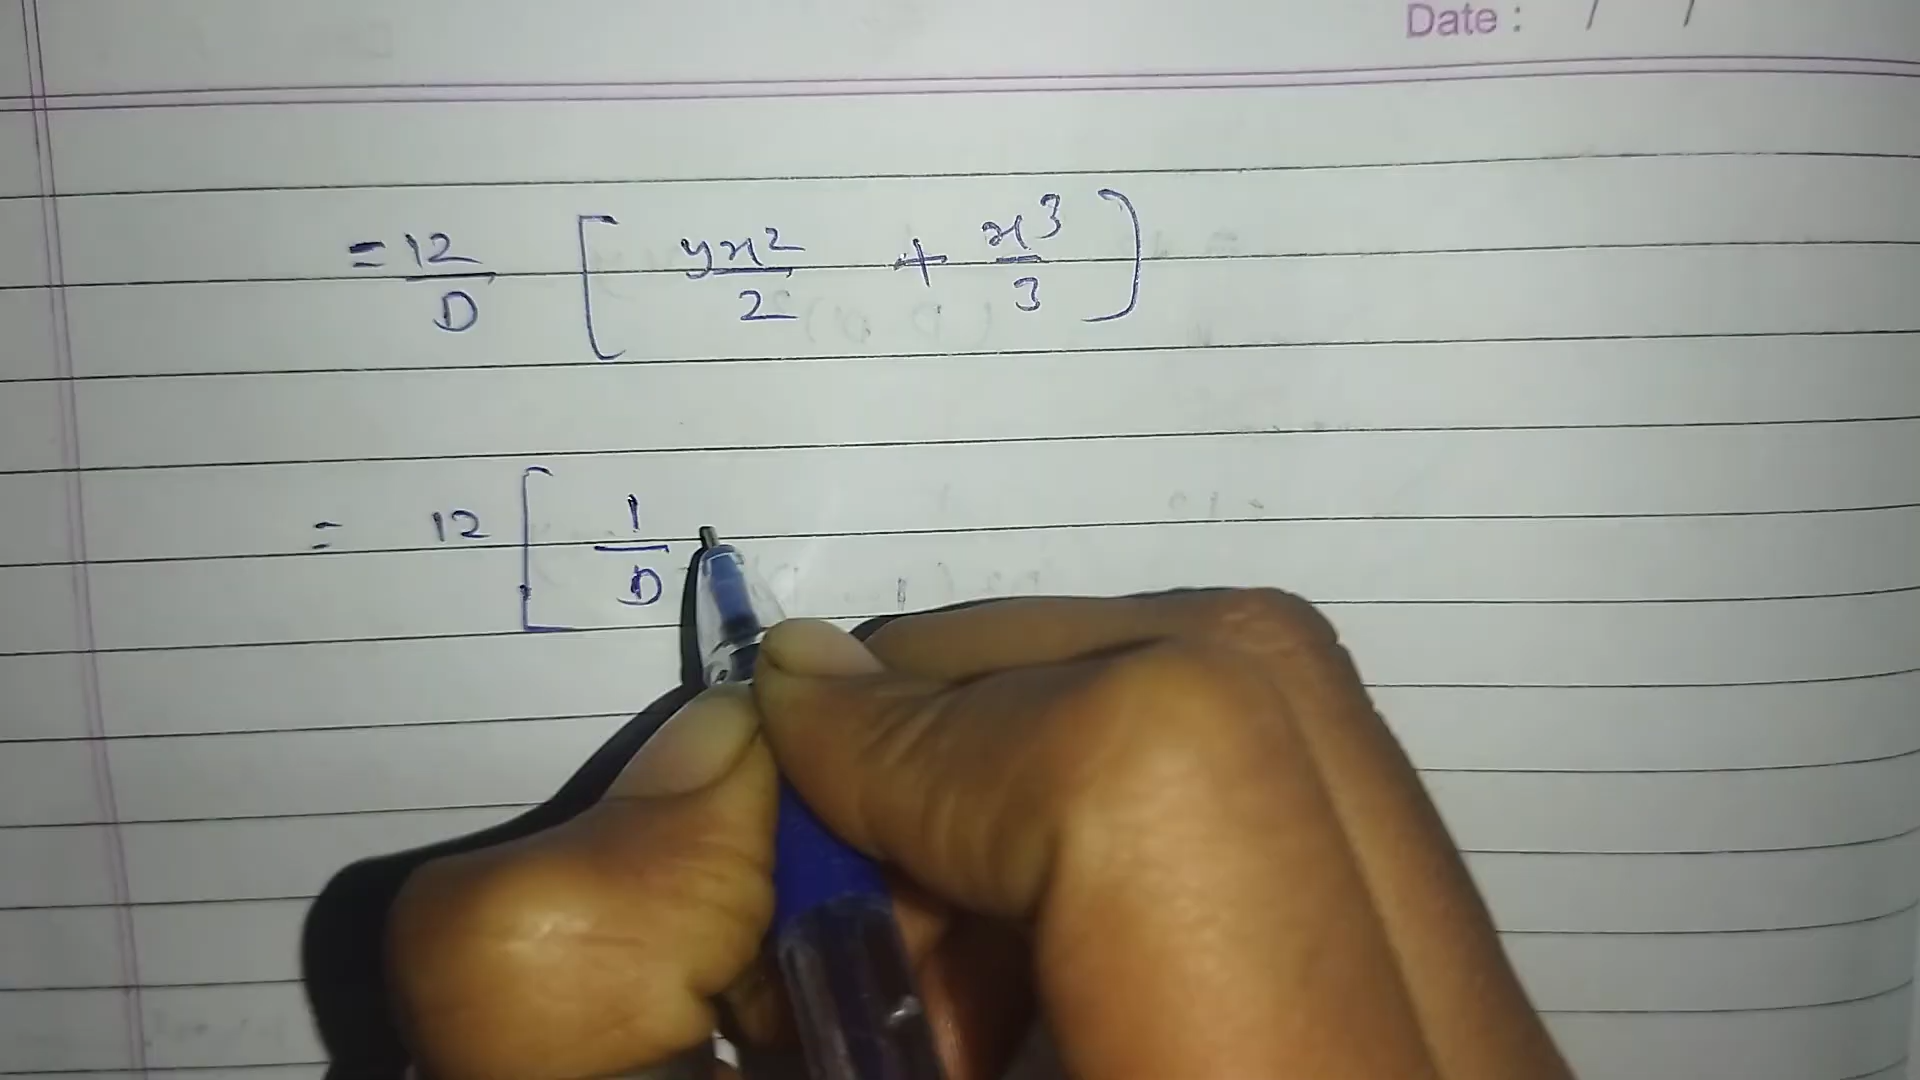 Date : / /
= 12/D [ yx²/2 + x³/3 ]
= 12 [ 1/D